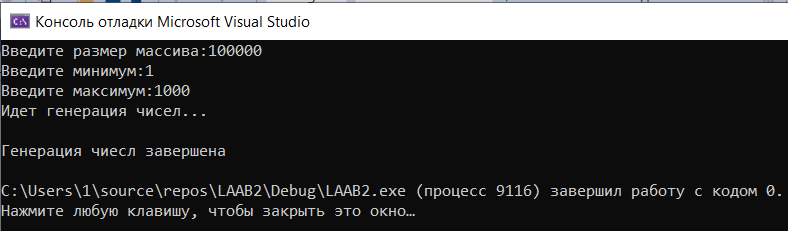 Консоль отладки Microsoft Visual Studio
Введите размер массива:100000
Введите минимум:1
Введите максимум:1000
Идет генерация чисел...
Генерация чиесл завершена
C:\Users\1\source\repos\LAAB2\Debug\LAAB2.exe (процесс 9116) завершил работу с кодом 0.
Нажмите любую клавишу, чтобы закрыть это окно…